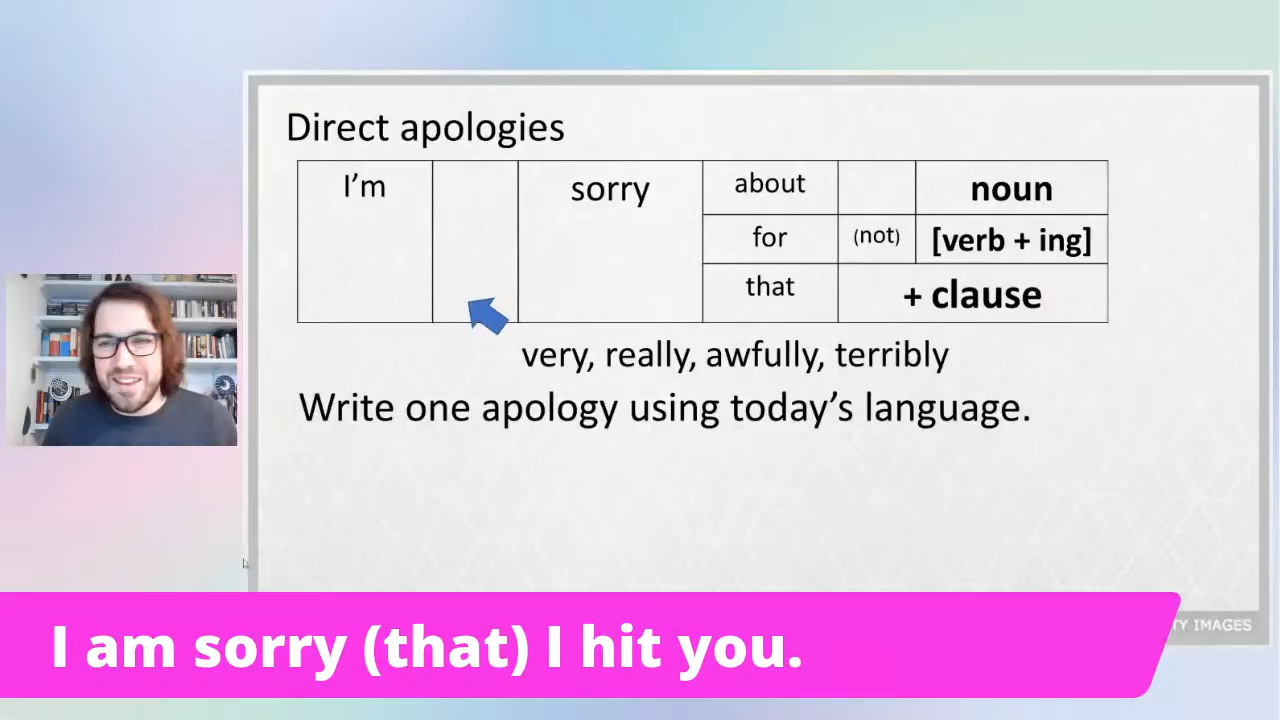 Direct apologies
I'm sorry about noun
for (not) [verb + ing]
that + clause
very, really, awfully, terribly
Write one apology using today's language.
TY IMAGES
I am sorry (that) I hit you.